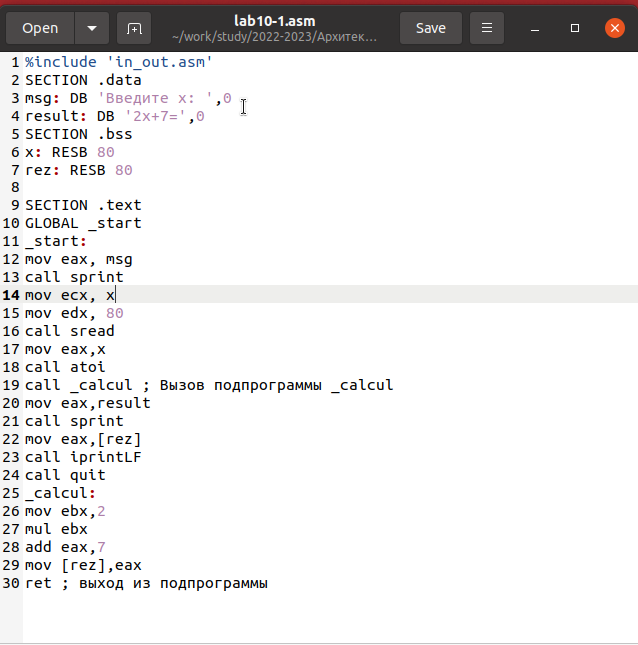 Open
lab10-1.asm
~/work/study/2022-2023/Архитек…
Save
1 %include 'in_out.asm'
2 SECTION .data
3 msg: DB 'Введите x: ',0
4 result: DB '2x+7=',0
5 SECTION .bss
6 x: RESB 80
7 rez: RESB 80
8
9 SECTION .text
10 GLOBAL _start
11 _start:
12 mov eax, msg
13 call sprint
14 mov ecx, x
15 mov edx, 80
16 call sread
17 mov eax,x
18 call atoi
19 call _calcul ; Вызов подпрограммы _calcul
20 mov eax,result
21 call sprint
22 mov eax,[rez]
23 call iprintLF
24 call quit
25 _calcul:
26 mov ebx,2
27 mul ebx
28 add eax,7
29 mov [rez],eax
30 ret ; выход из подпрограммы